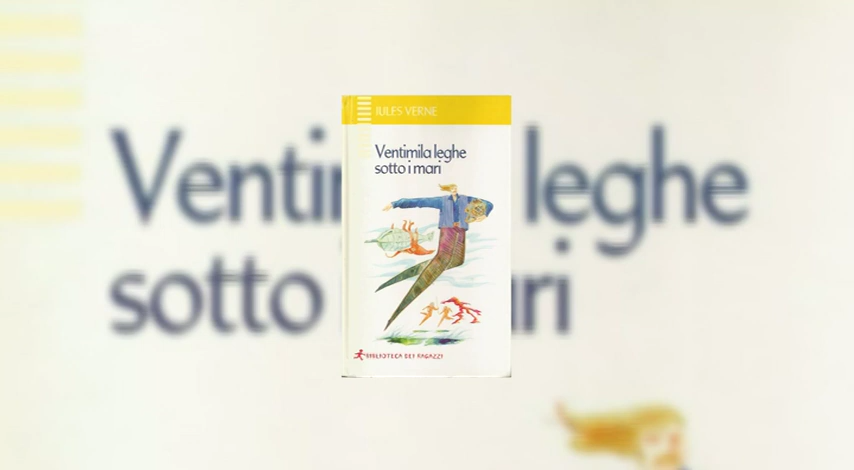 JULES VERNE
Ventimila leghe
sotto i mari
BIBLIOTECA DEI RAGAZZI